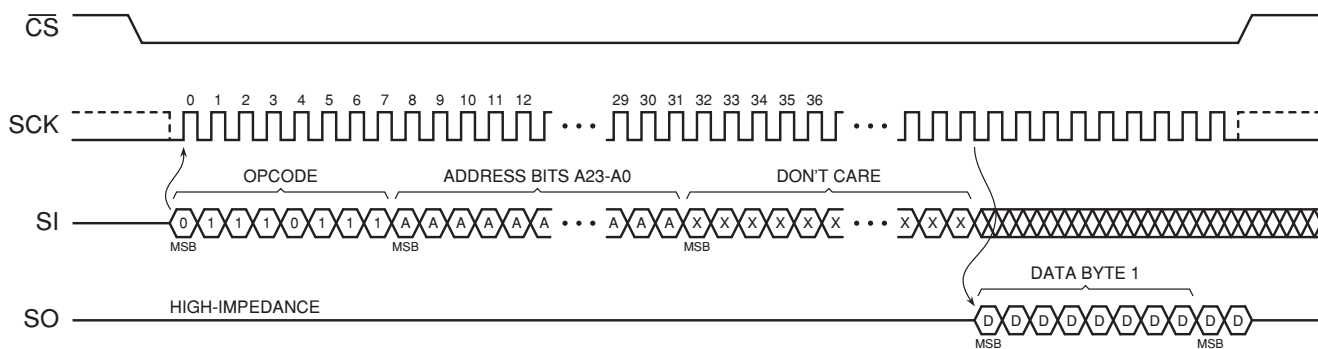 CS
0 1 2 3 4 5 6 7 8 9 10 11 12 29 30 31 32 33 34 35 36
SCK
OPCODE ADDRESS BITS A23-A0 DON'T CARE
SI 0 1 1 1 0 1 1 1 A A A A A A A A A X X X X X X X X X
MSB MSB MSB
DATA BYTE 1
HIGH-IMPEDANCE
SO D D D D D D D D D D
MSB MSB